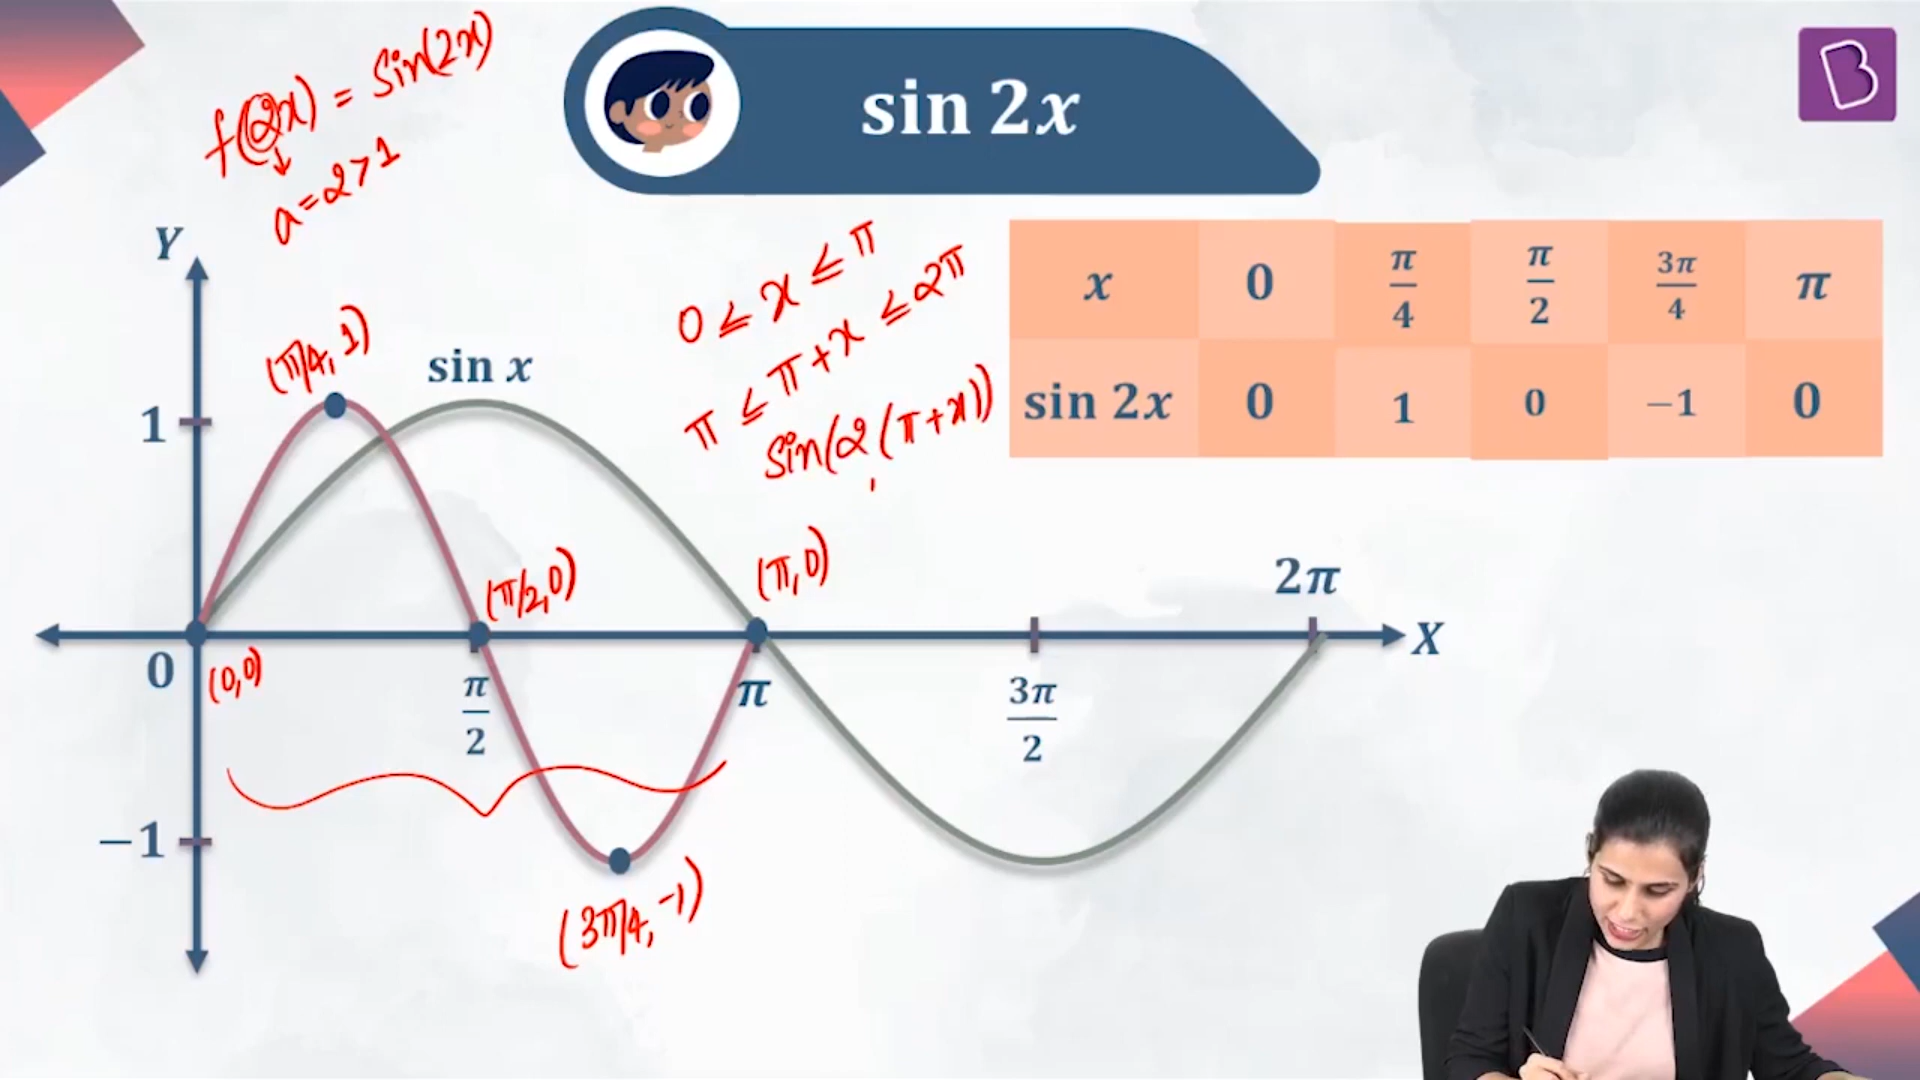 f(2x) = Sin(2x)
a=2>1
sin 2x
B
Y
0 ≤ x ≤ π
π ≤ π+x ≤ 2π
Sin(2(π+x))
x 0 π/4 π/2 3π/4 π
sin 2x 0 1 0 −1 0
(π/4, 1)
sin x
1
(π/2,0)
(π,0)
2π
X
0
(0,0)
π/2
π
3π/2
−1
(3π/4, -1)